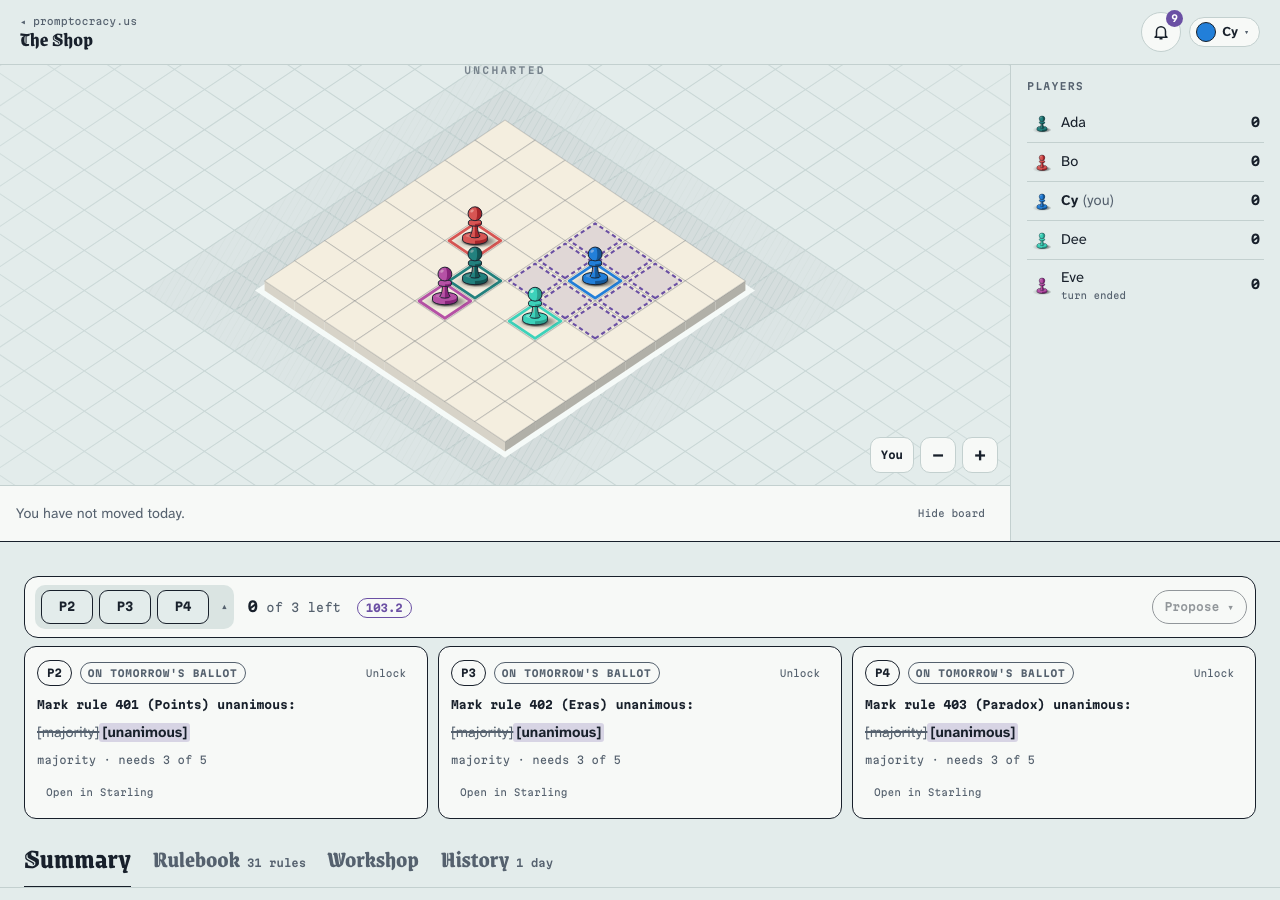 ◂ promptocracy.us
The Shop
9
Cy ▾
UNCHARTED
You
−
+
You have not moved today.
Hide board
PLAYERS
Ada 0
Bo 0
Cy (you) 0
Dee 0
Eve 0
turn ended
P2 P3 P4 ▴ 0 of 3 left 103.2 Propose ▾
P2 ON TOMORROW'S BALLOT Unlock
Mark rule 401 (Points) unanimous:
[majority][unanimous]
majority · needs 3 of 5
Open in Starling
P3 ON TOMORROW'S BALLOT Unlock
Mark rule 402 (Eras) unanimous:
[majority][unanimous]
majority · needs 3 of 5
Open in Starling
P4 ON TOMORROW'S BALLOT Unlock
Mark rule 403 (Paradox) unanimous:
[majority][unanimous]
majority · needs 3 of 5
Open in Starling
Summary Rulebook 31 rules Workshop History 1 day